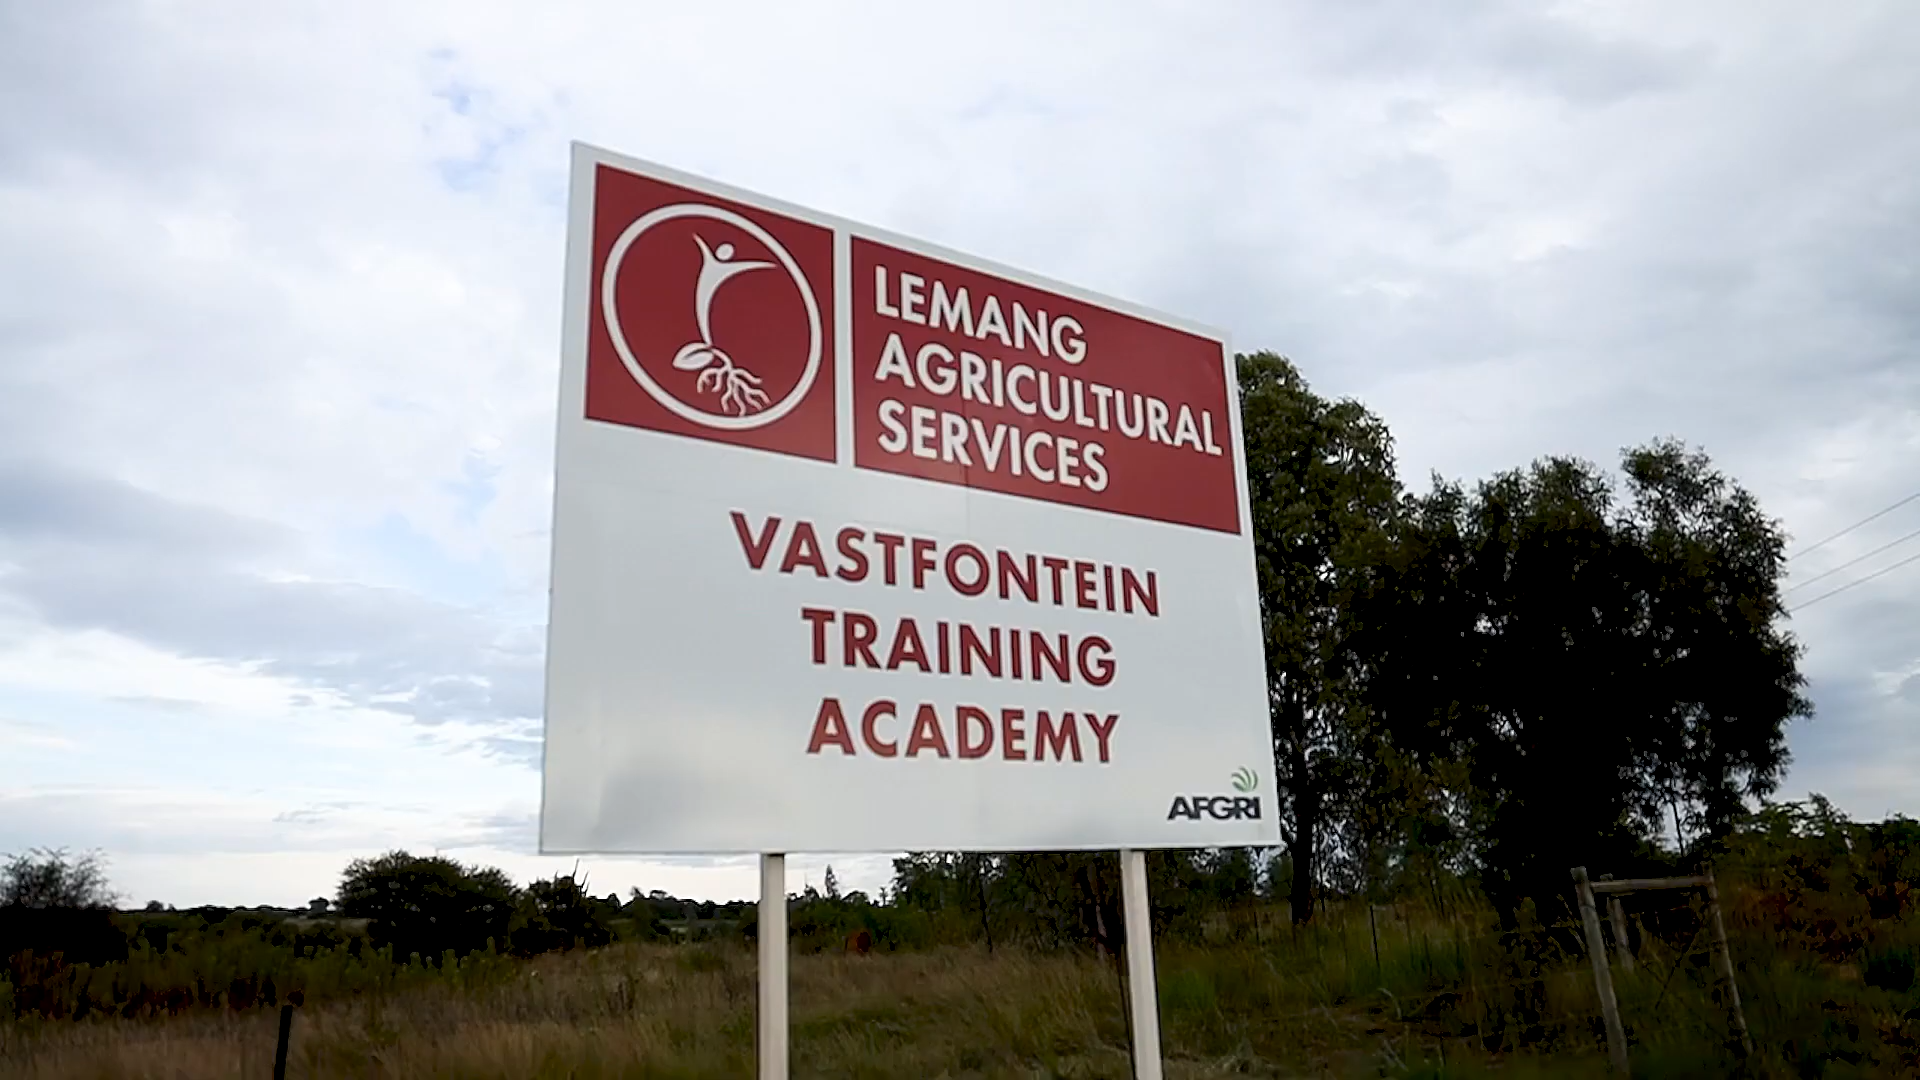 LEMANG
AGRICULTURAL
SERVICES
VASTFONTEIN
TRAINING
ACADEMY
AFGRI